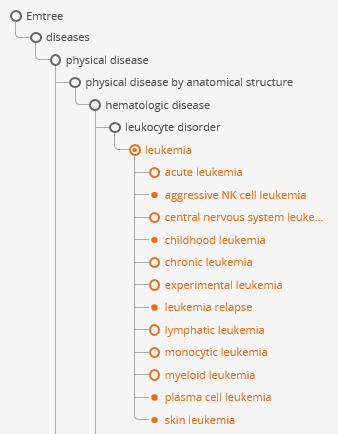 Emtree
diseases
physical disease
physical disease by anatomical structure
hematologic disease
leukocyte disorder
leukemia
acute leukemia
aggressive NK cell leukemia
central nervous system leuke...
childhood leukemia
chronic leukemia
experimental leukemia
leukemia relapse
lymphatic leukemia
monocytic leukemia
myeloid leukemia
plasma cell leukemia
skin leukemia